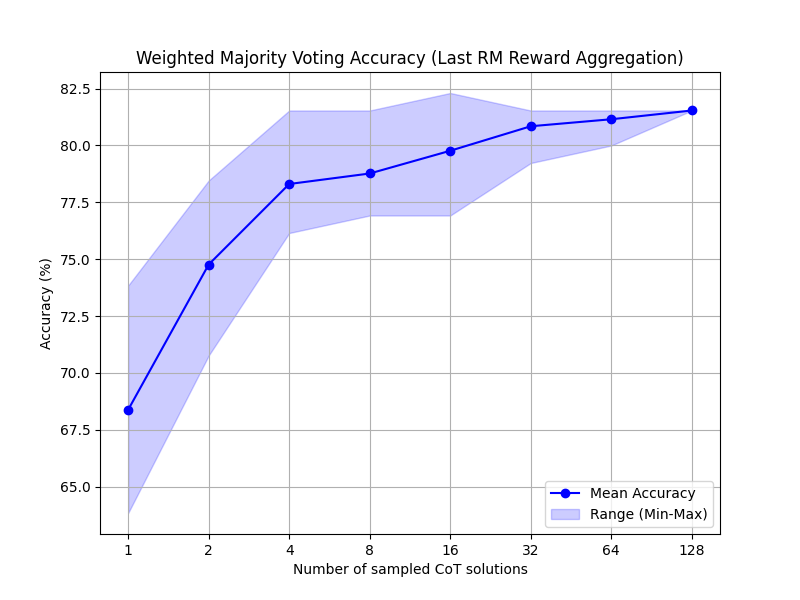 Weighted Majority Voting Accuracy (Last RM Reward Aggregation)
82.5
80.0
77.5
75.0
72.5
70.0
67.5
65.0
Accuracy (%)
Mean Accuracy
Range (Min-Max)
1 2 4 8 16 32 64 128
Number of sampled CoT solutions